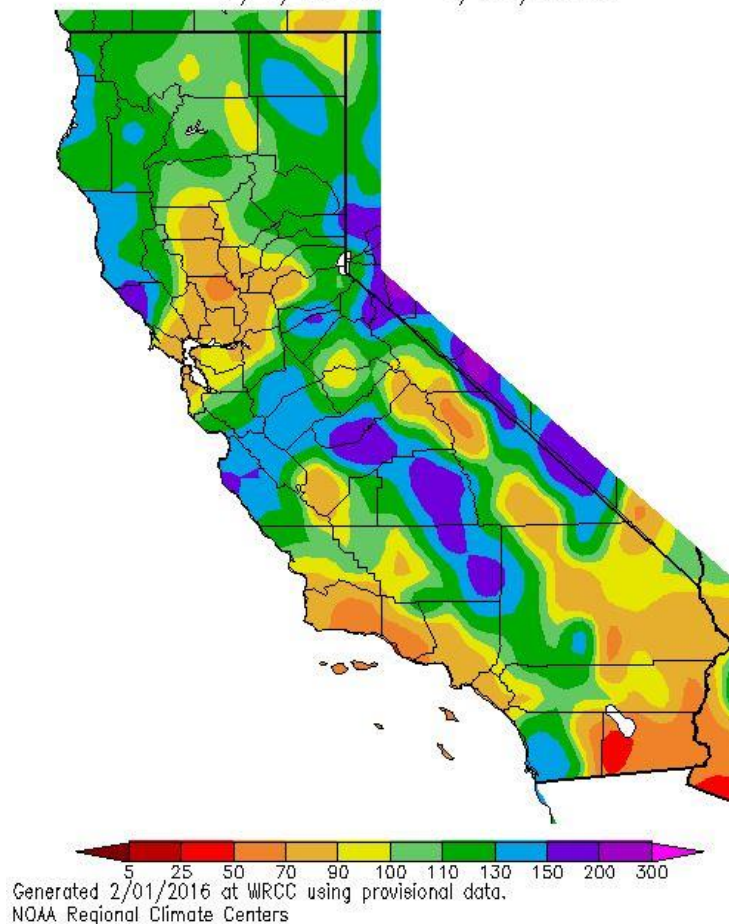 5 25 50 70 90 100 110 130 150 200 300
Generated 2/01/2016 at WRCC using provisional data.
NOAA Regional Climate Centers